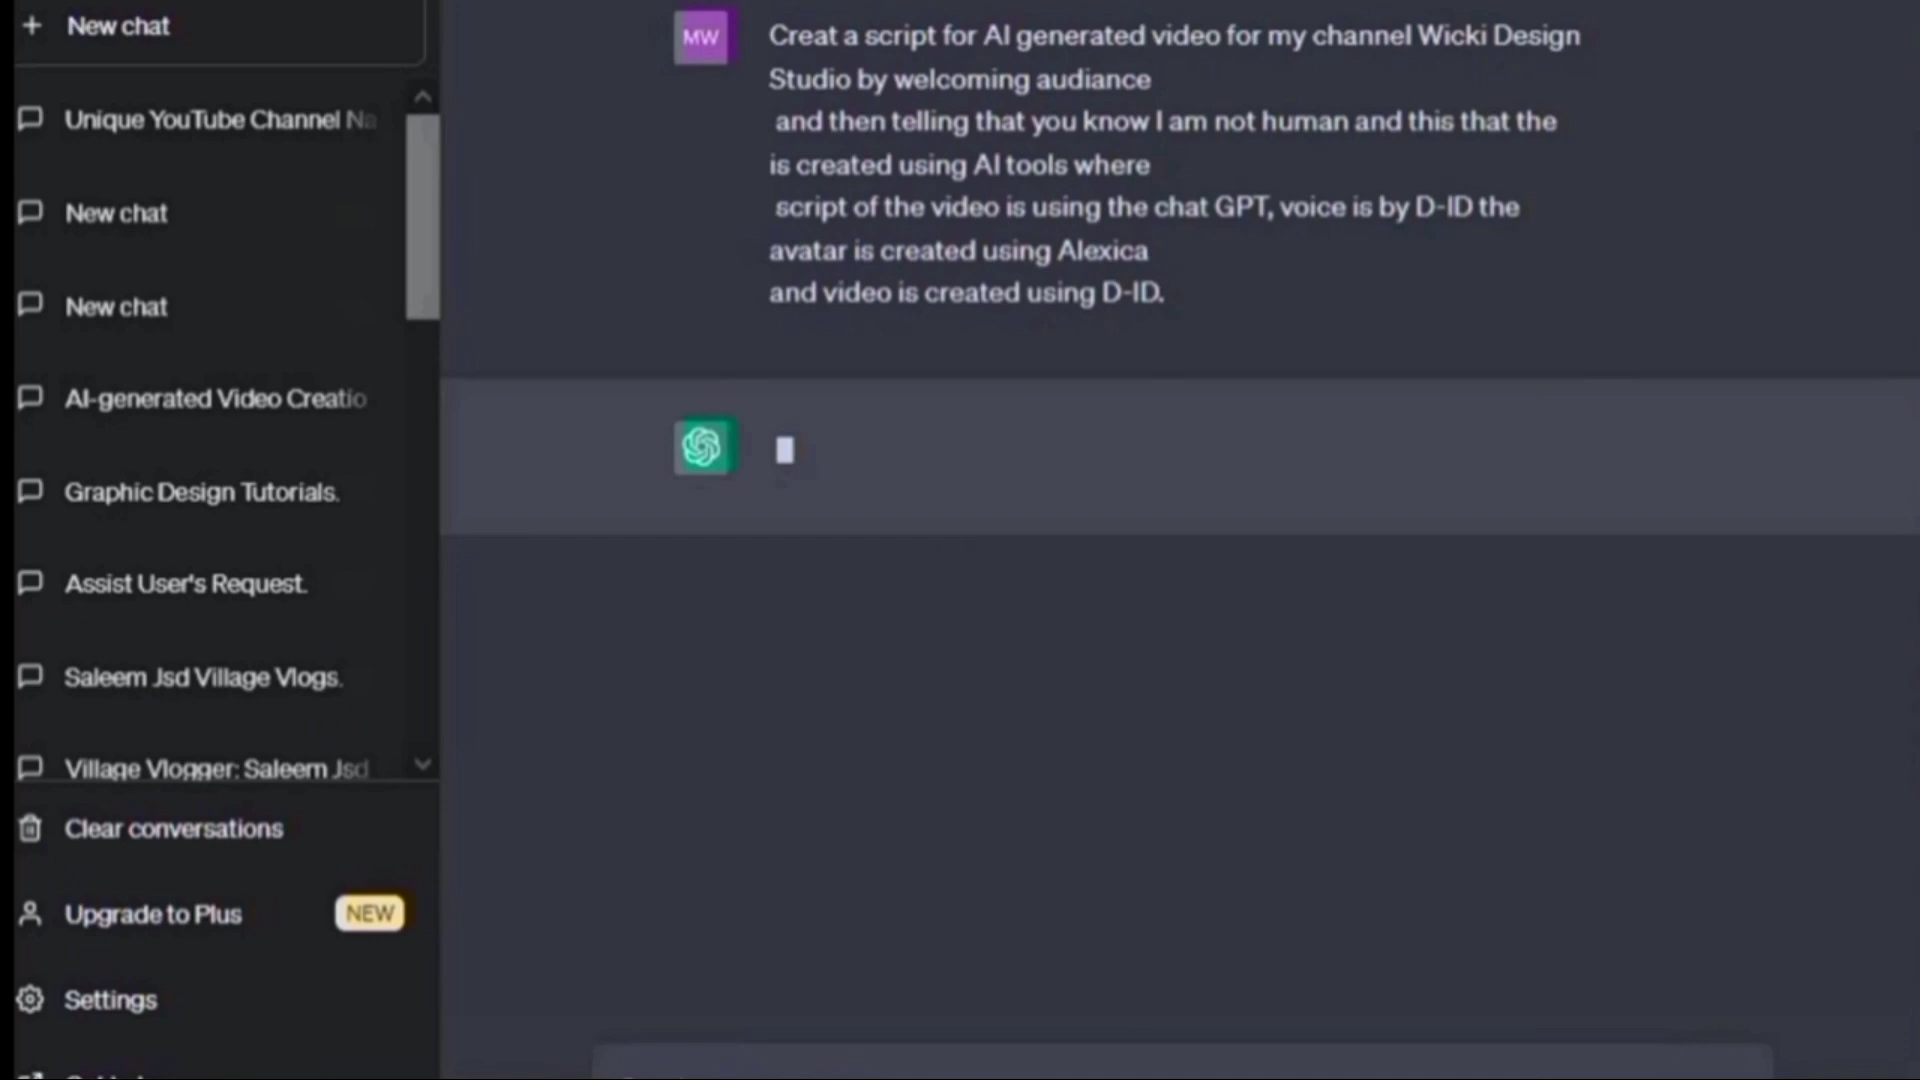 New chat
Unique YouTube Channel Na
New chat
New chat
AI-generated Video Creatio
Graphic Design Tutorials.
Assist User's Request.
Saleem Jsd Village Vlogs.
Village Vlogger: Saleem Jsd
Clear conversations
Upgrade to Plus
NEW
Settings
MW
Creat a script for AI generated video for my channel Wicki Design
Studio by welcoming audiance
and then telling that you know I am not human and this that the
is created using AI tools where
script of the video is using the chat GPT, voice is by D-ID the
avatar is created using Alexica
and video is created using D-ID.